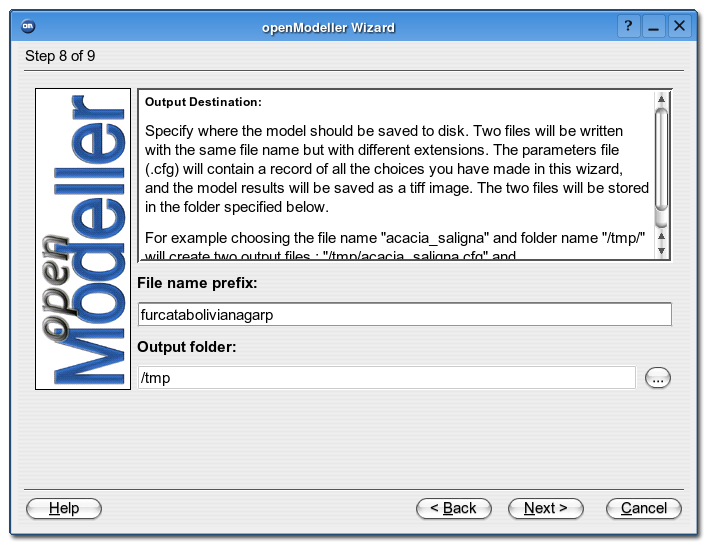 om
openModeller Wizard
?
Step 8 of 9
open
Modeller
Output Destination:
Specify where the model should be saved to disk. Two files will be written
with the same file name but with different extensions. The parameters file
(.cfg) will contain a record of all the choices you have made in this wizard,
and the model results will be saved as a tiff image. The two files will be stored
in the folder specified below.
For example choosing the file name "acacia_saligna" and folder name "/tmp/"
will create two output files : "/tmp/acacia_saligna.cfg" and
File name prefix:
furcatabolivianagarp
Output folder:
/tmp
...
Help
< Back
Next >
Cancel